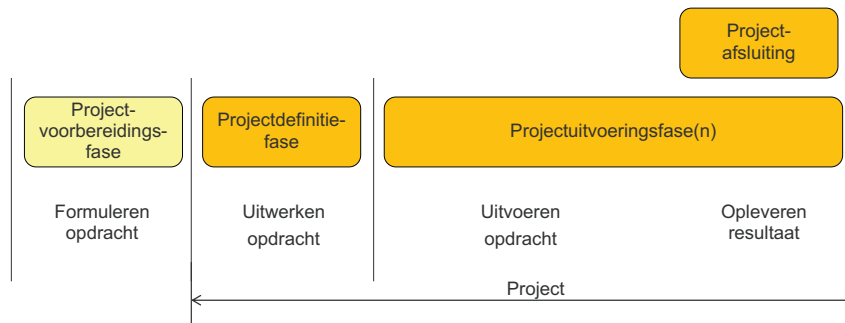 Project-
afsluiting
Project-
voorbereidings-
fase
Projectdefinitie-
fase
Projectuitvoeringsfase(n)
Formuleren
opdracht
Uitwerken
opdracht
Uitvoeren
opdracht
Opleveren
resultaat
Project